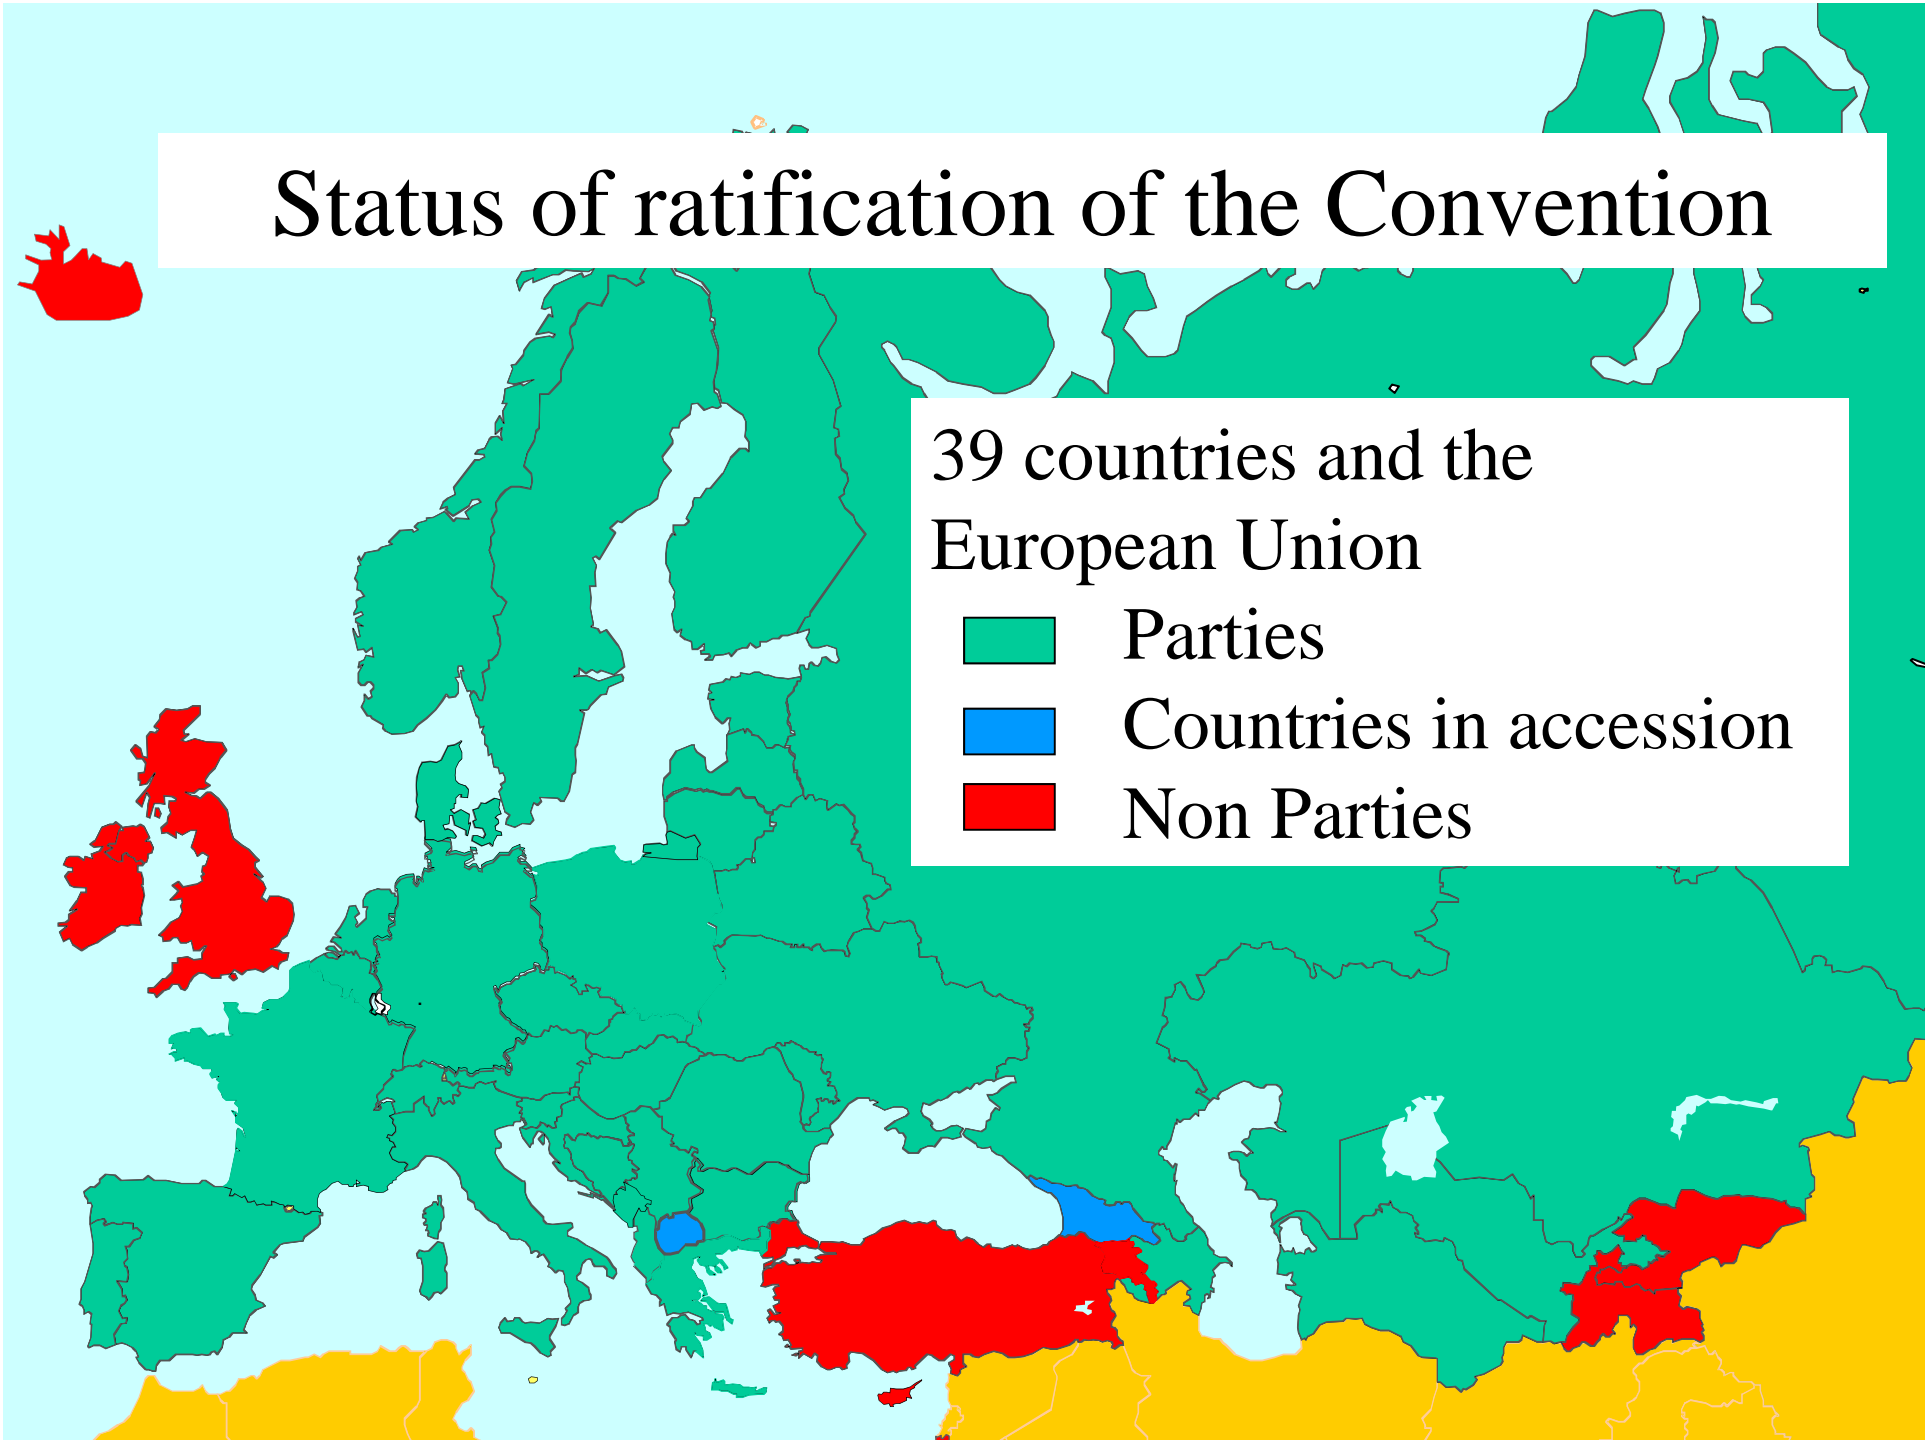 Status of ratification of the Convention
39 countries and the
European Union
Parties
Countries in accession
Non Parties